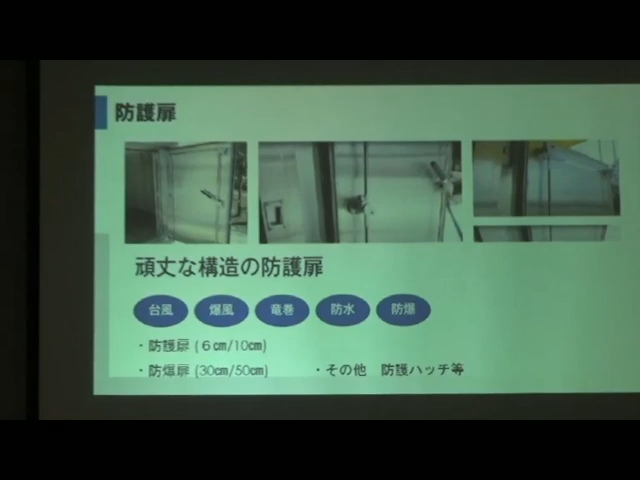 防護扉
頑丈な構造の防護扉
台風 爆風 竜巻 防水 防爆
・防護扉 (6㎝/10㎝)
・防爆扉 (30㎝/50㎝) ・その他 防護ハッチ等